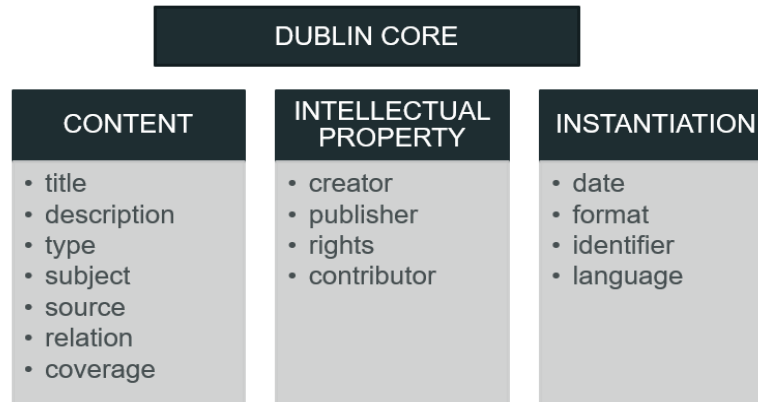 DUBLIN CORE
CONTENT
• title
• description
• type
• subject
• source
• relation
• coverage
INTELLECTUAL
PROPERTY
• creator
• publisher
• rights
• contributor
INSTANTIATION
• date
• format
• identifier
• language